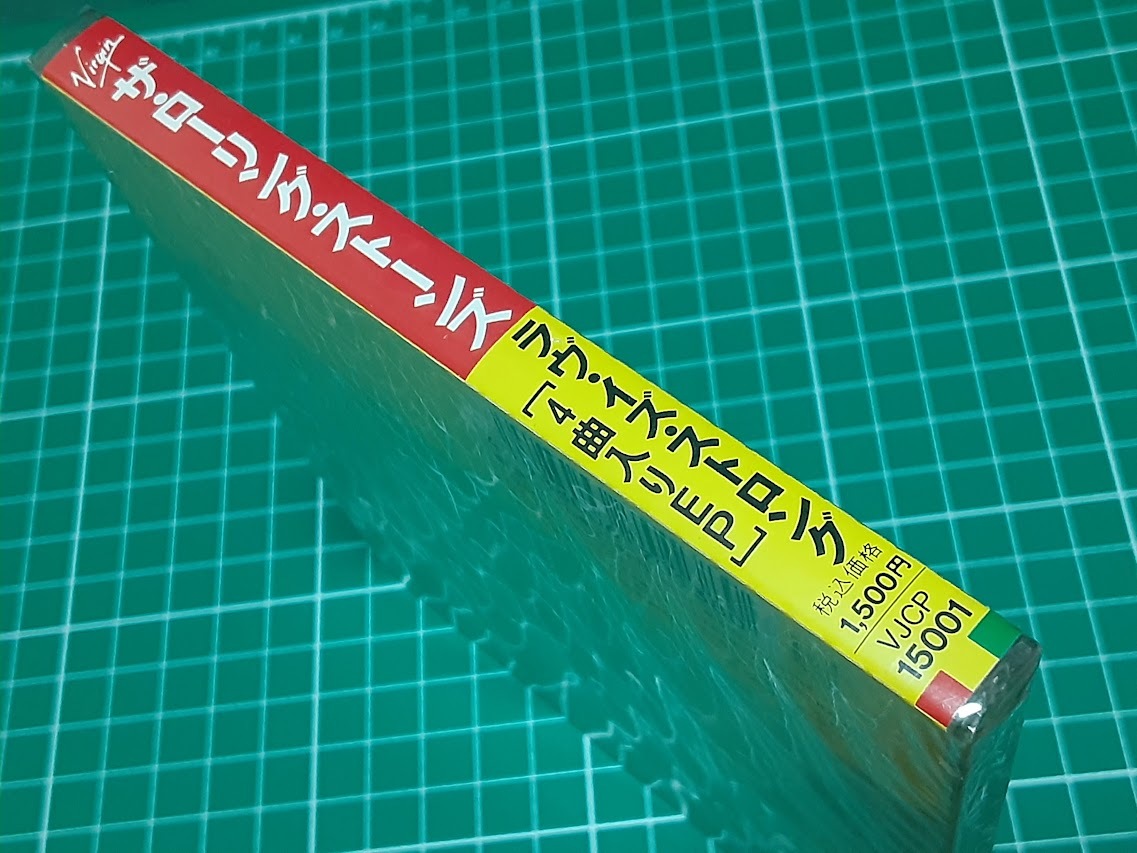 Virgin
ザ・ローリング・ストーンズ
ラヴ・イズ・ストロング
[4曲入りEP]
税込価格
1,500円
VJCP
15001